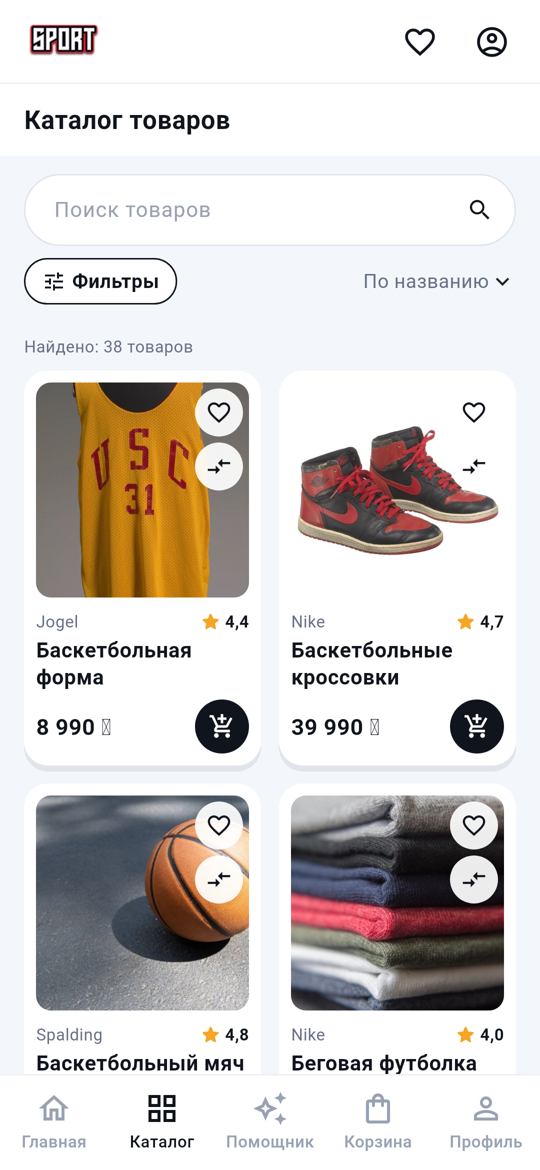 SPORT
Каталог товаров
Поиск товаров
Фильтры
По названию
Найдено: 38 товаров
USC
31
Jogel
4,4
Баскетбольная
форма
8 990
Nike
4,7
Баскетбольные
кроссовки
39 990
Spalding
4,8
Баскетбольный мяч
Nike
4,0
Беговая футболка
Главная
Каталог
Помощник
Корзина
Профиль